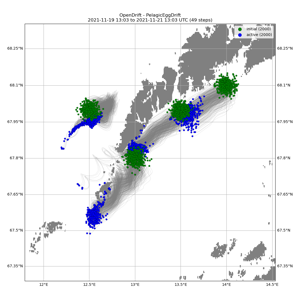 OpenDrift - PelagicEggDrift
2021-11-19 13:03 to 2021-11-21 13:03 UTC (49 steps)
initial (2000)
active (2000)
68.25°N
68.1°N
67.95°N
67.8°N
67.65°N
67.5°N
67.35°N
68.25°N
68.1°N
67.95°N
67.8°N
67.65°N
67.5°N
67.35°N
12°E
12.5°E
13°E
13.5°E
14°E
14.5°E